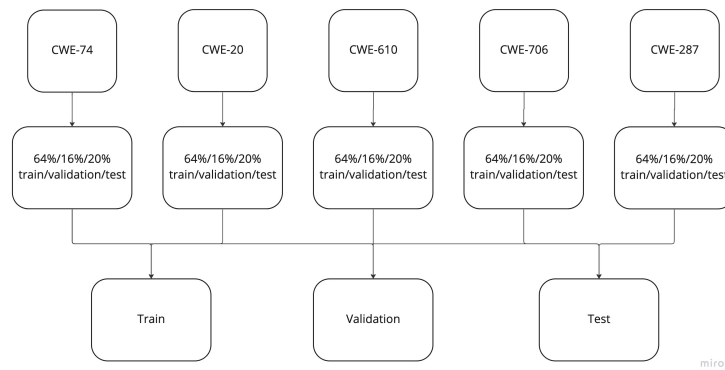 CWE-74
CWE-20
CWE-610
CWE-706
CWE-287
64%/16%/20%
train/validation/test
64%/16%/20%
train/validation/test
64%/16%/20%
train/validation/test
64%/16%/20%
train/validation/test
64%/16%/20%
train/validation/test
Train
Validation
Test
miro